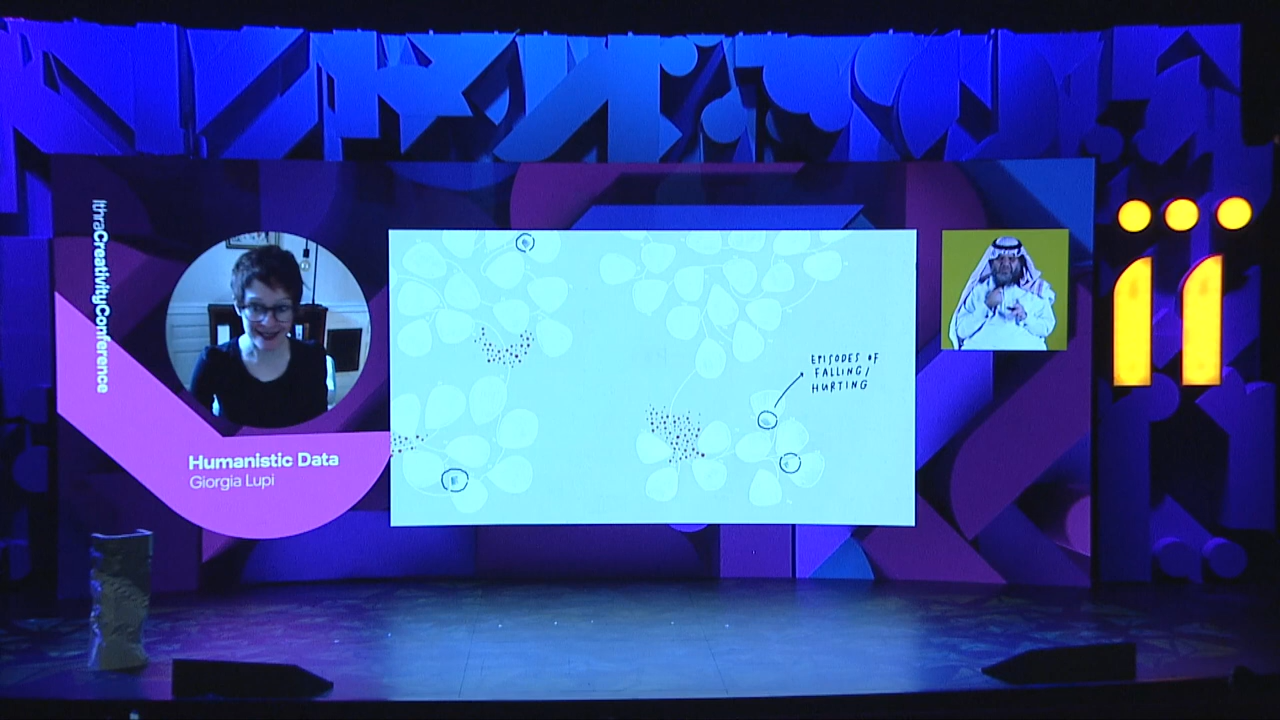 IthraCreativityConference
Humanistic Data
Giorgia Lupi
EPISODES OF
FALLING/
HURTING